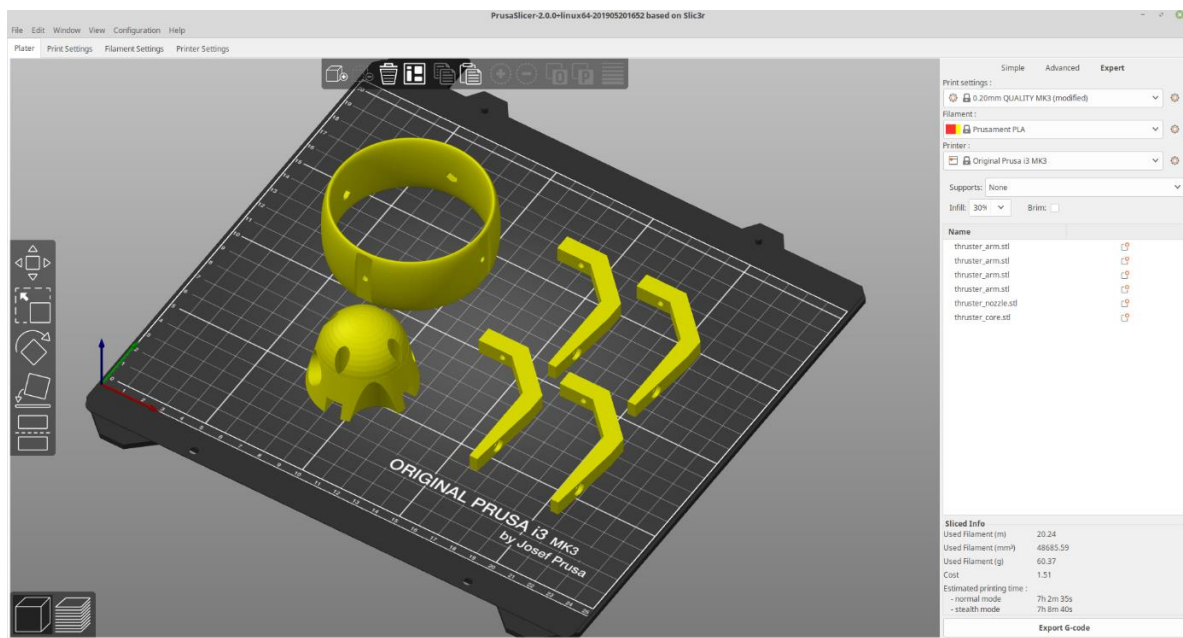 PrusaSlicer-2.0.0+linux64-201905201652 based on Slic3r
File Edit Window View Configuration Help
Plater Print Settings Filament Settings Printer Settings
Simple Advanced Expert
Print settings :
0.20mm QUALITY MK3 (modified)
Filament :
Prusament PLA
Printer :
Original Prusa i3 MK3
Supports: None
Infill: 30% Brim:
Name
thruster_arm.stl
thruster_arm.stl
thruster_arm.stl
thruster_arm.stl
thruster_nozzle.stl
thruster_core.stl
ORIGINAL PRUSA i3 MK3
by Josef Prusa
Sliced Info
Used Filament (m) 20.24
Used Filament (mm³) 48685.59
Used Filament (g) 60.37
Cost 1.51
Estimated printing time :
- normal mode 7h 2m 35s
- stealth mode 7h 8m 40s
Export G-code